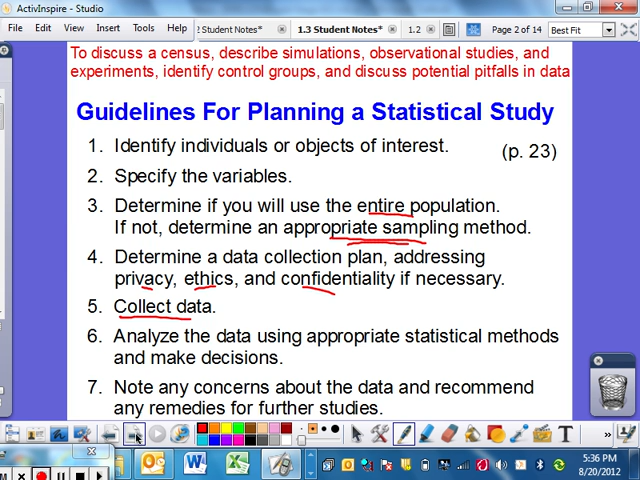 ActivInspire - Studio
File Edit View Insert Tools Help
2 Student Notes* 1.3 Student Notes* 1.2 Page 2 of 14 Best Fit
To discuss a census, describe simulations, observational studies, and
experiments, identify control groups, and discuss potential pitfalls in data
Guidelines For Planning a Statistical Study
1. Identify individuals or objects of interest.
(p. 23)
2. Specify the variables.
3. Determine if you will use the entire population.
If not, determine an appropriate sampling method.
4. Determine a data collection plan, addressing
privacy, ethics, and confidentiality if necessary.
5. Collect data.
6. Analyze the data using appropriate statistical methods
and make decisions.
7. Note any concerns about the data and recommend
any remedies for further studies.
5:36 PM
8/20/2012